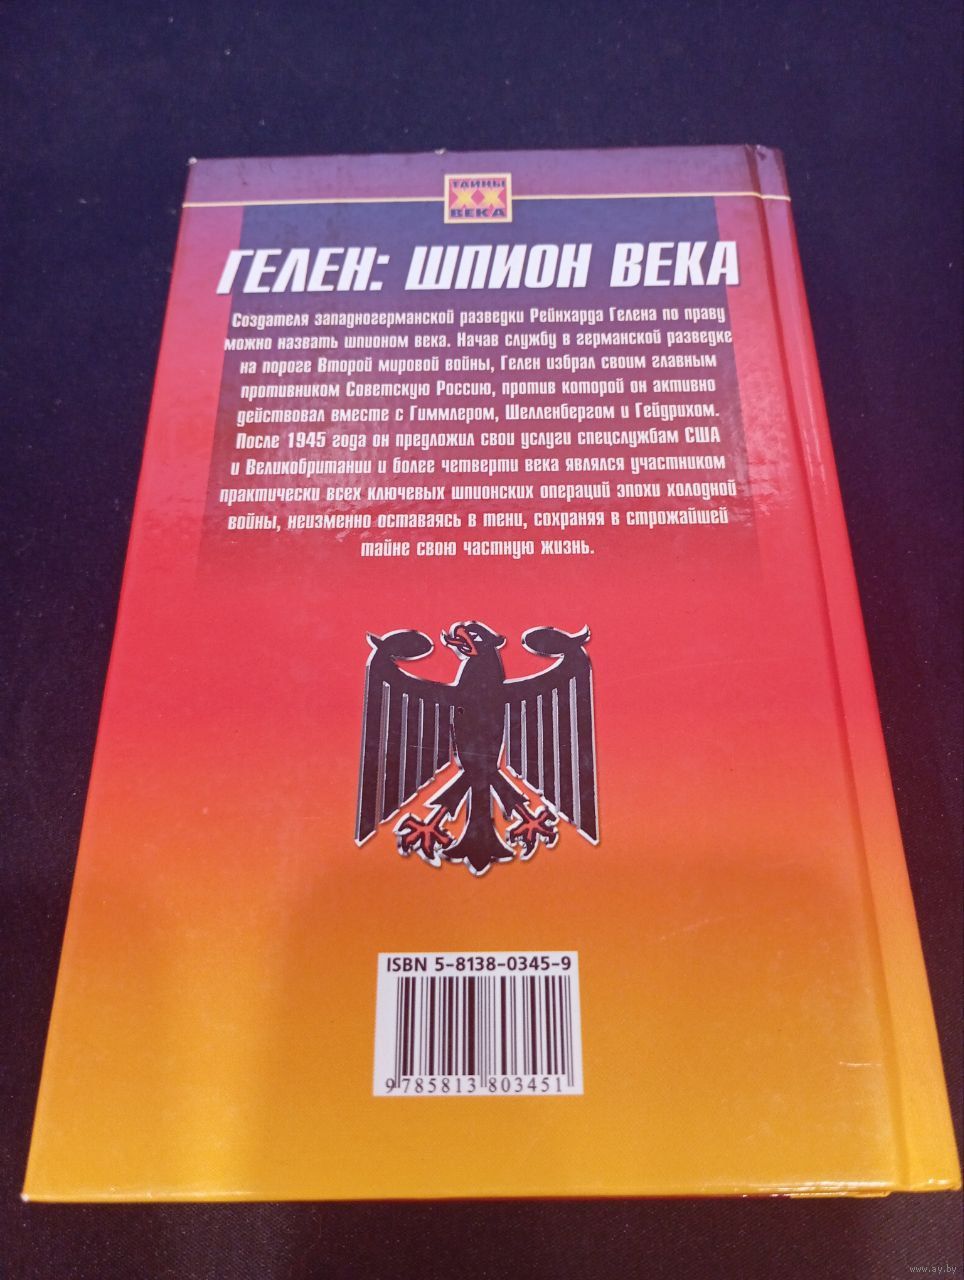 ТАЙНЫ
XX
ВЕКА
ГЕЛЕН: ШПИОН ВЕКА
Создателя западногерманской разведки Рейнхарда Гелена по праву
можно назвать шпионом века. Начав службу в германской разведке
на пороге Второй мировой войны, Гелен избрал своим главным
противником Советскую Россию, против которой он активно
действовал вместе с Гиммлером, Шелленбергом и Гейдрихом.
После 1945 года он предложил свои услуги спецслужбам США
и Великобритании и более четверти века являлся участником
практически всех ключевых шпионских операций эпохи холодной
войны, неизменно оставаясь в тени, сохраняя в строжайшей
тайне свою частную жизнь.
ISBN 5-8138-0345-9
9 785813 803451
www.ay.by